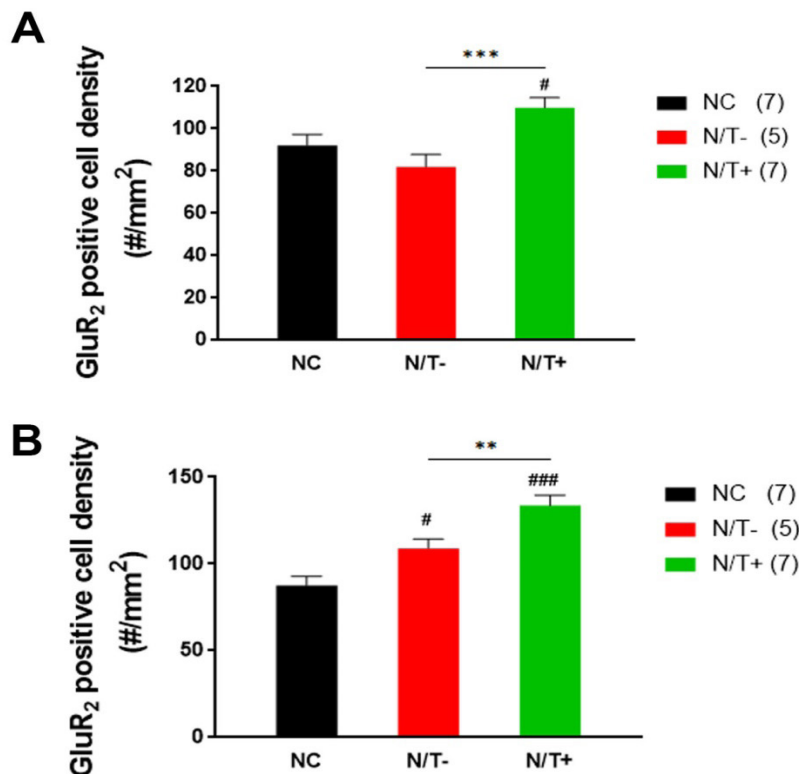 A
GluR₂ positive cell density
(#/mm²)
120
100
80
60
40
20
0
***
#
NC
N/T-
N/T+
NC (7)
N/T- (5)
N/T+ (7)
B
GluR₂ positive cell density
(#/mm²)
150
100
50
0
**
#
###
NC
N/T-
N/T+
NC (7)
N/T- (5)
N/T+ (7)